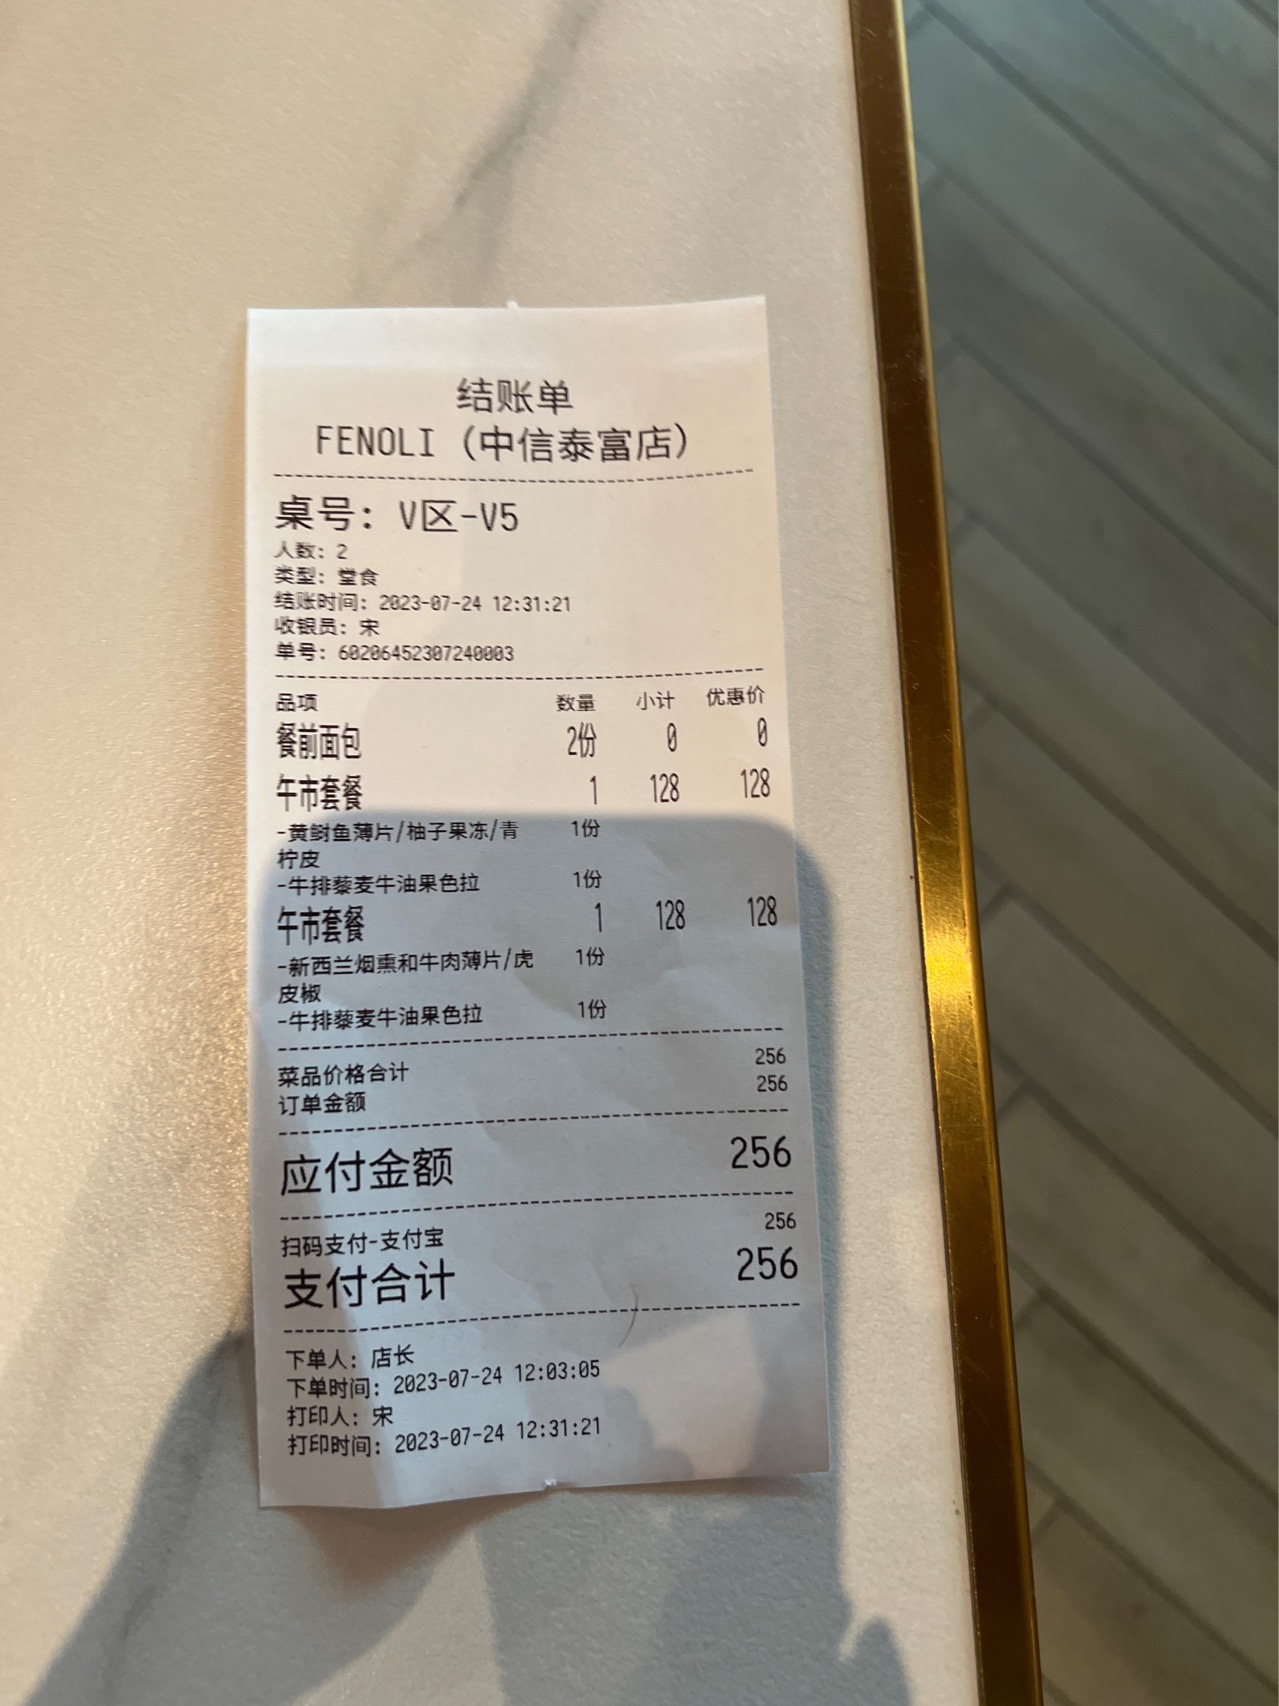 结账单
FENOLI（中信泰富店）
桌号：V区-V5
人数：2
类型：堂食
结账时间：2023-07-24 12:31:21
收银员：宋
单号：60206452307240003
品项 数量 小计 优惠价
餐前面包 2份 0 0
午市套餐 1 128 128
-黄鲥鱼薄片/柚子果冻/青 1份
柠皮
-牛排藜麦牛油果色拉 1份
午市套餐 1 128 128
-新西兰烟熏和牛肉薄片/虎 1份
皮椒
-牛排藜麦牛油果色拉 1份
菜品价格合计 256
订单金额 256
应付金额 256
扫码支付-支付宝 256
支付合计 256
下单人：店长
下单时间：2023-07-24 12:03:05
打印人：宋
打印时间：2023-07-24 12:31:21